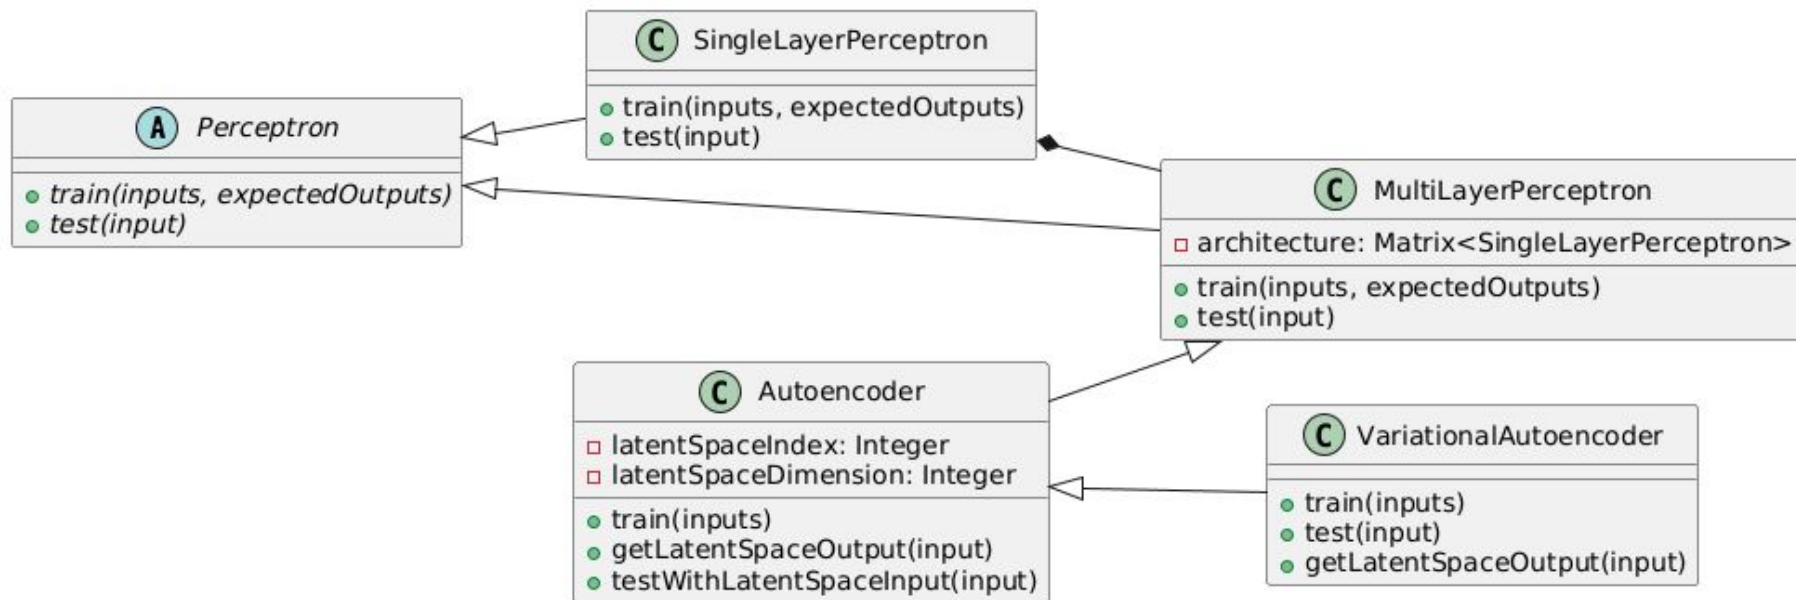 C SingleLayerPerceptron
train(inputs, expectedOutputs)
test(input)
A Perceptron
train(inputs, expectedOutputs)
test(input)
C MultiLayerPerceptron
architecture: Matrix<SingleLayerPerceptron>
train(inputs, expectedOutputs)
test(input)
C Autoencoder
latentSpaceIndex: Integer
latentSpaceDimension: Integer
train(inputs)
getLatentSpaceOutput(input)
testWithLatentSpaceInput(input)
C VariationalAutoencoder
train(inputs)
test(input)
getLatentSpaceOutput(input)